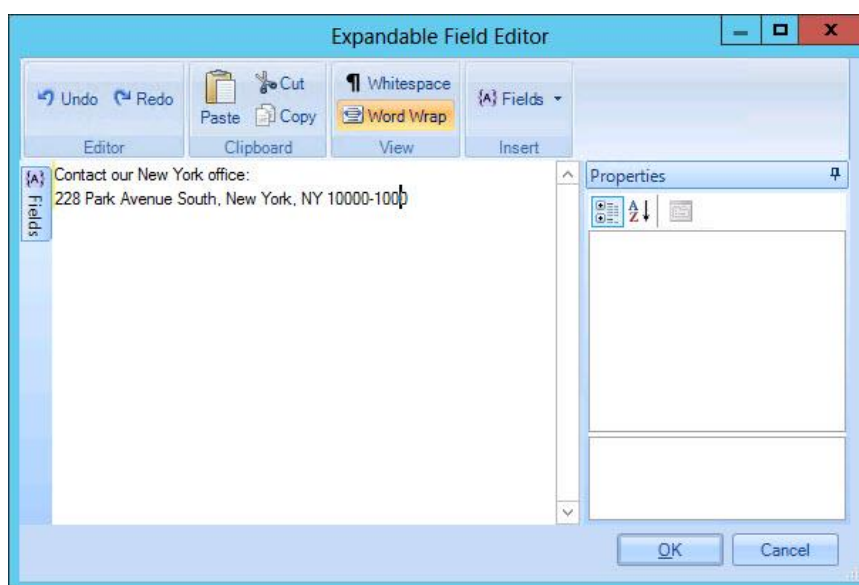 Expandable Field Editor
Undo Redo
Paste
Cut
Copy
Whitespace
Word Wrap
{A} Fields
Editor Clipboard View Insert
{A} Fields
Contact our New York office:
228 Park Avenue South, New York, NY 10000-1000
Properties
OK Cancel